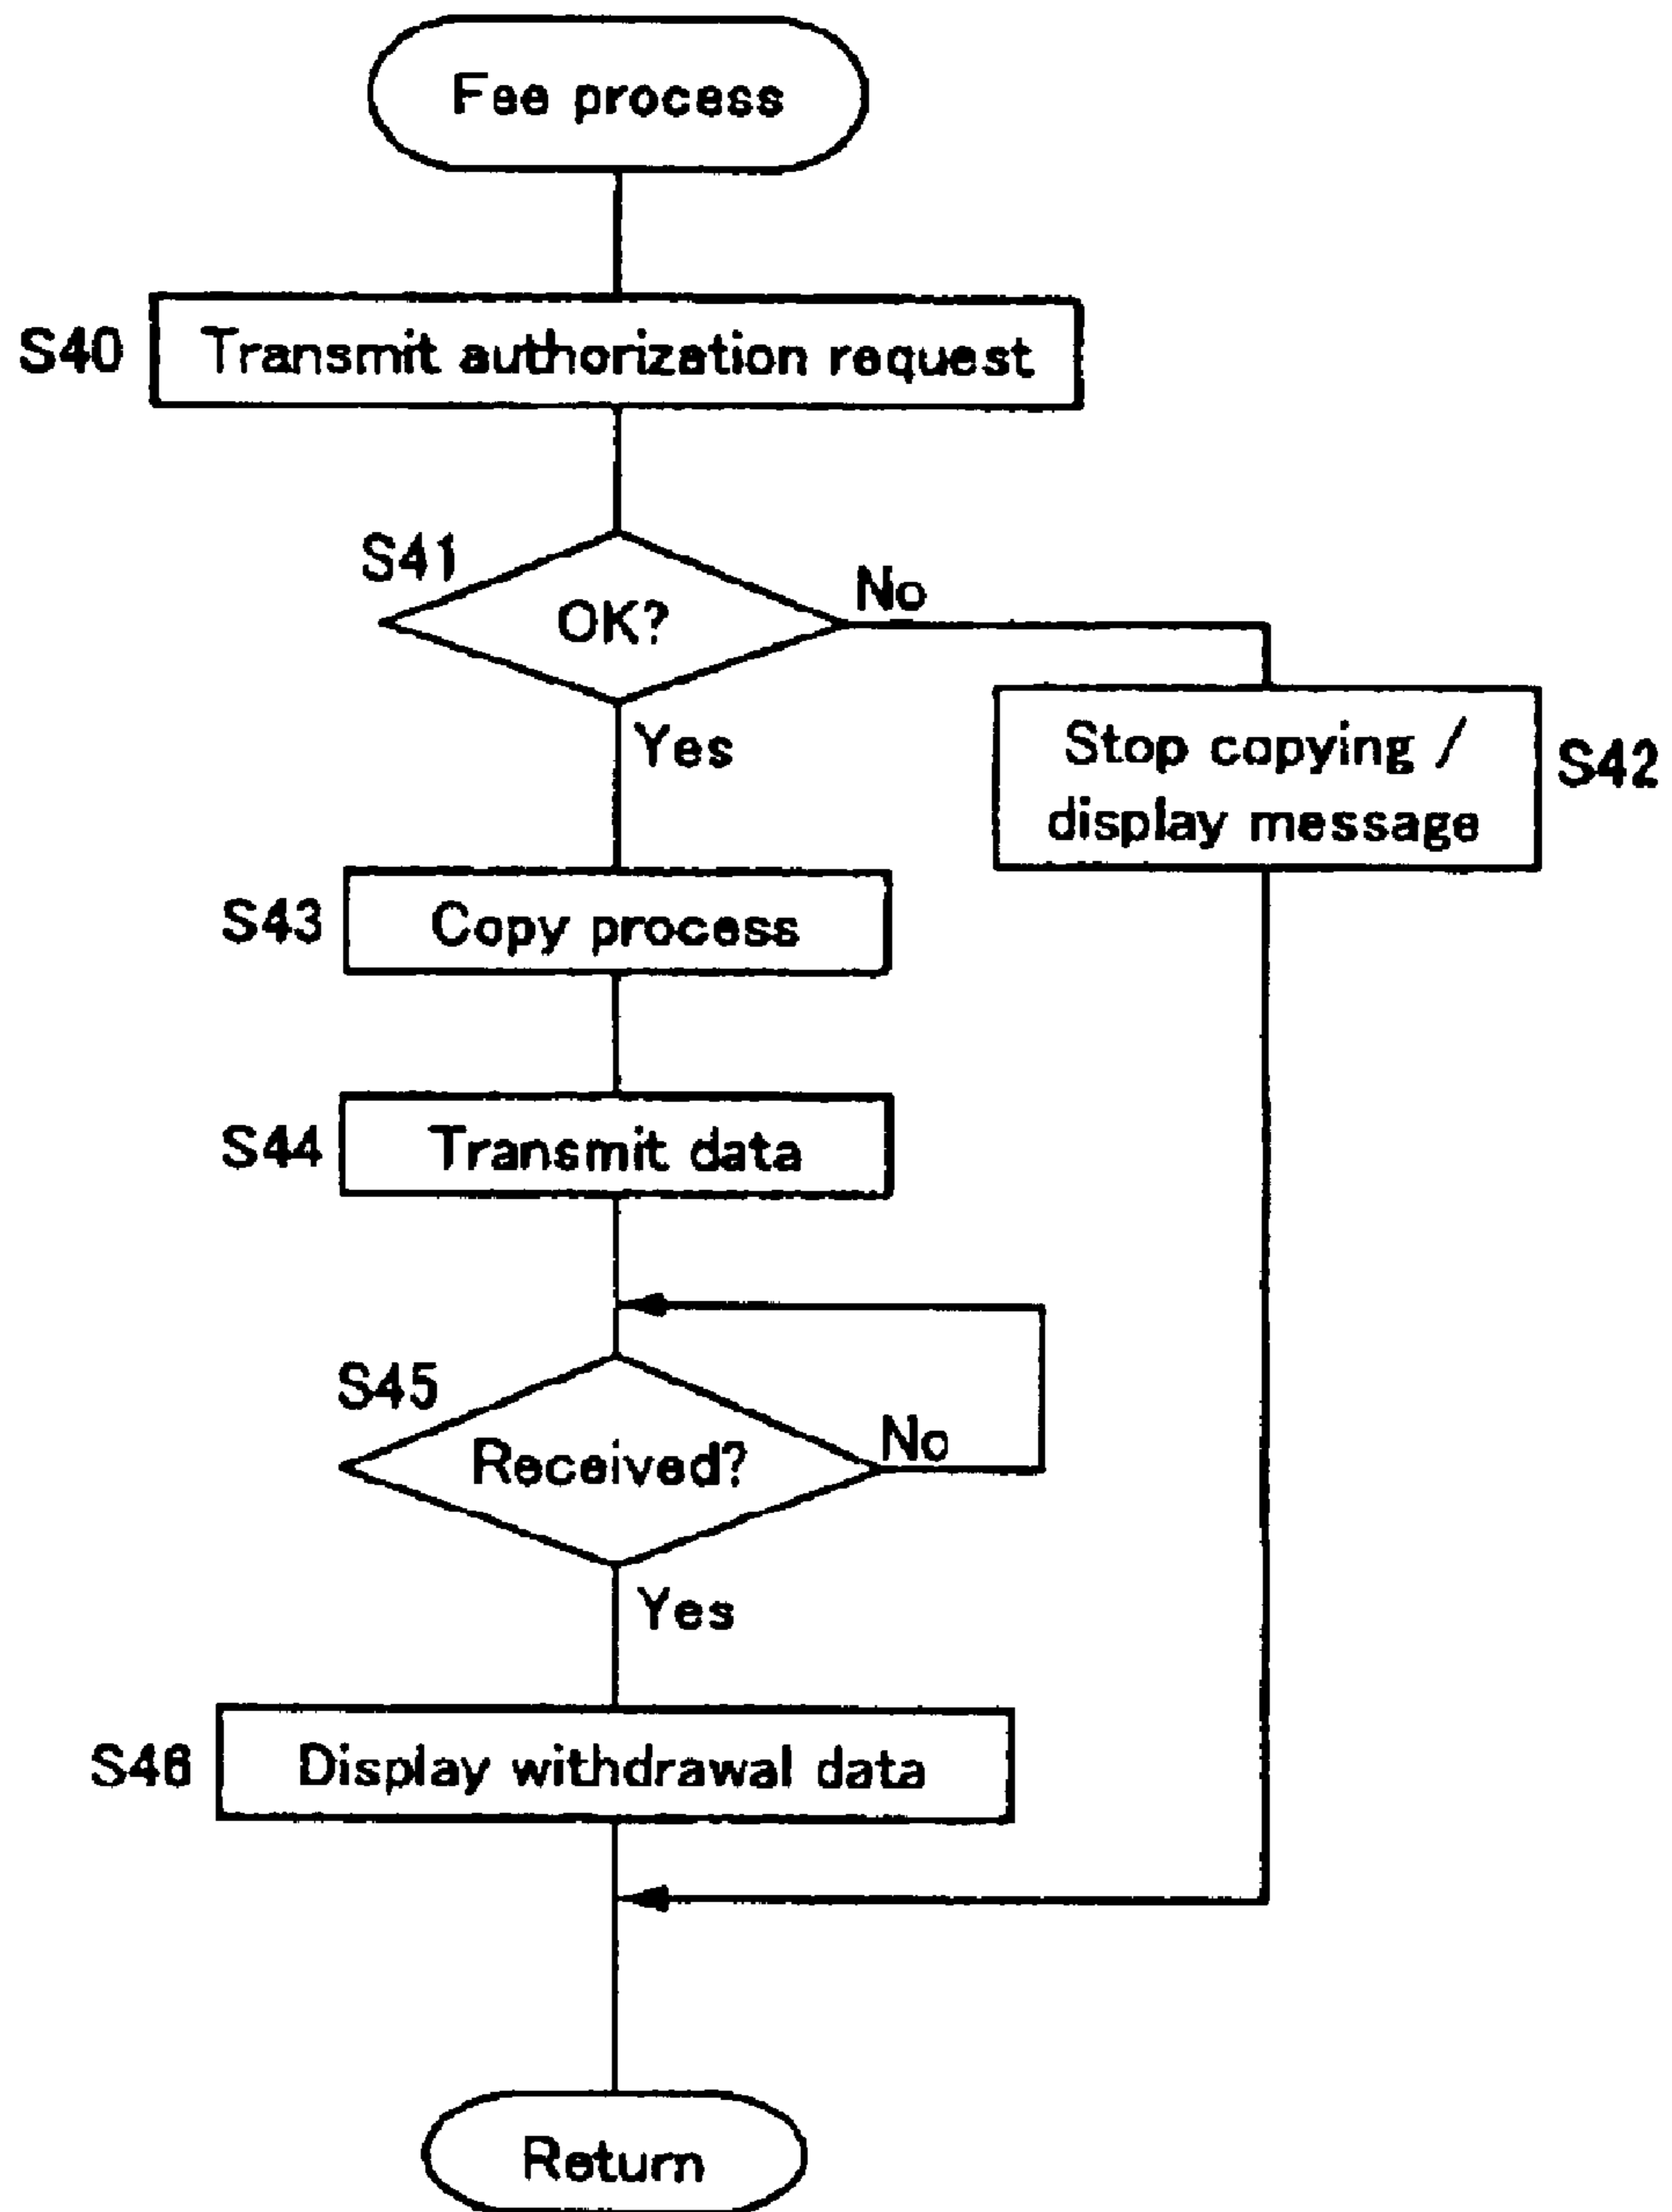 Fee process
S40
Transmit authorization request
S41
OK?
No
Yes
Stop copying /
display message
S42
S43
Copy process
S44
Transmit data
S45
Received?
No
Yes
S46
Display withdrawal data
Return